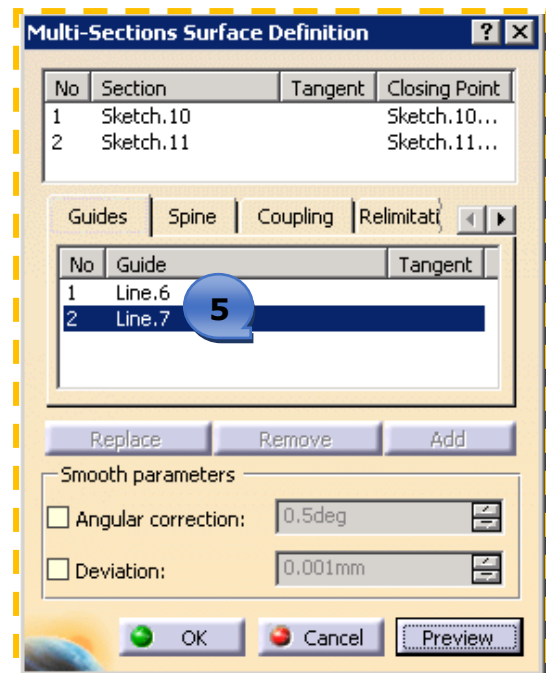 Multi-Sections Surface Definition ? X
No Section Tangent Closing Point
1 Sketch.10 Sketch.10...
2 Sketch.11 Sketch.11...
Guides Spine Coupling Relimitati
No Guide Tangent
1 Line.6
2 Line.7
5
Replace Remove Add
Smooth parameters
Angular correction: 0.5deg
Deviation: 0.001mm
OK Cancel Preview